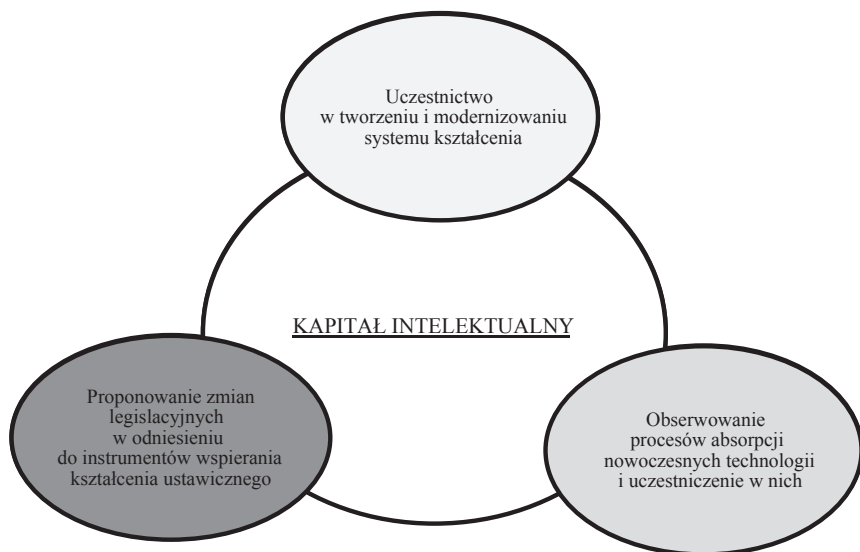 Uczestnictwo
w tworzeniu i modernizowaniu
systemu kształcenia
KAPITAŁ INTELEKTUALNY
Proponowanie zmian
legislacyjnych
w odniesieniu
do instrumentów wspierania
kształcenia ustawicznego
Obserwowanie
procesów absorpcji
nowoczesnych technologii
i uczestniczenie w nich